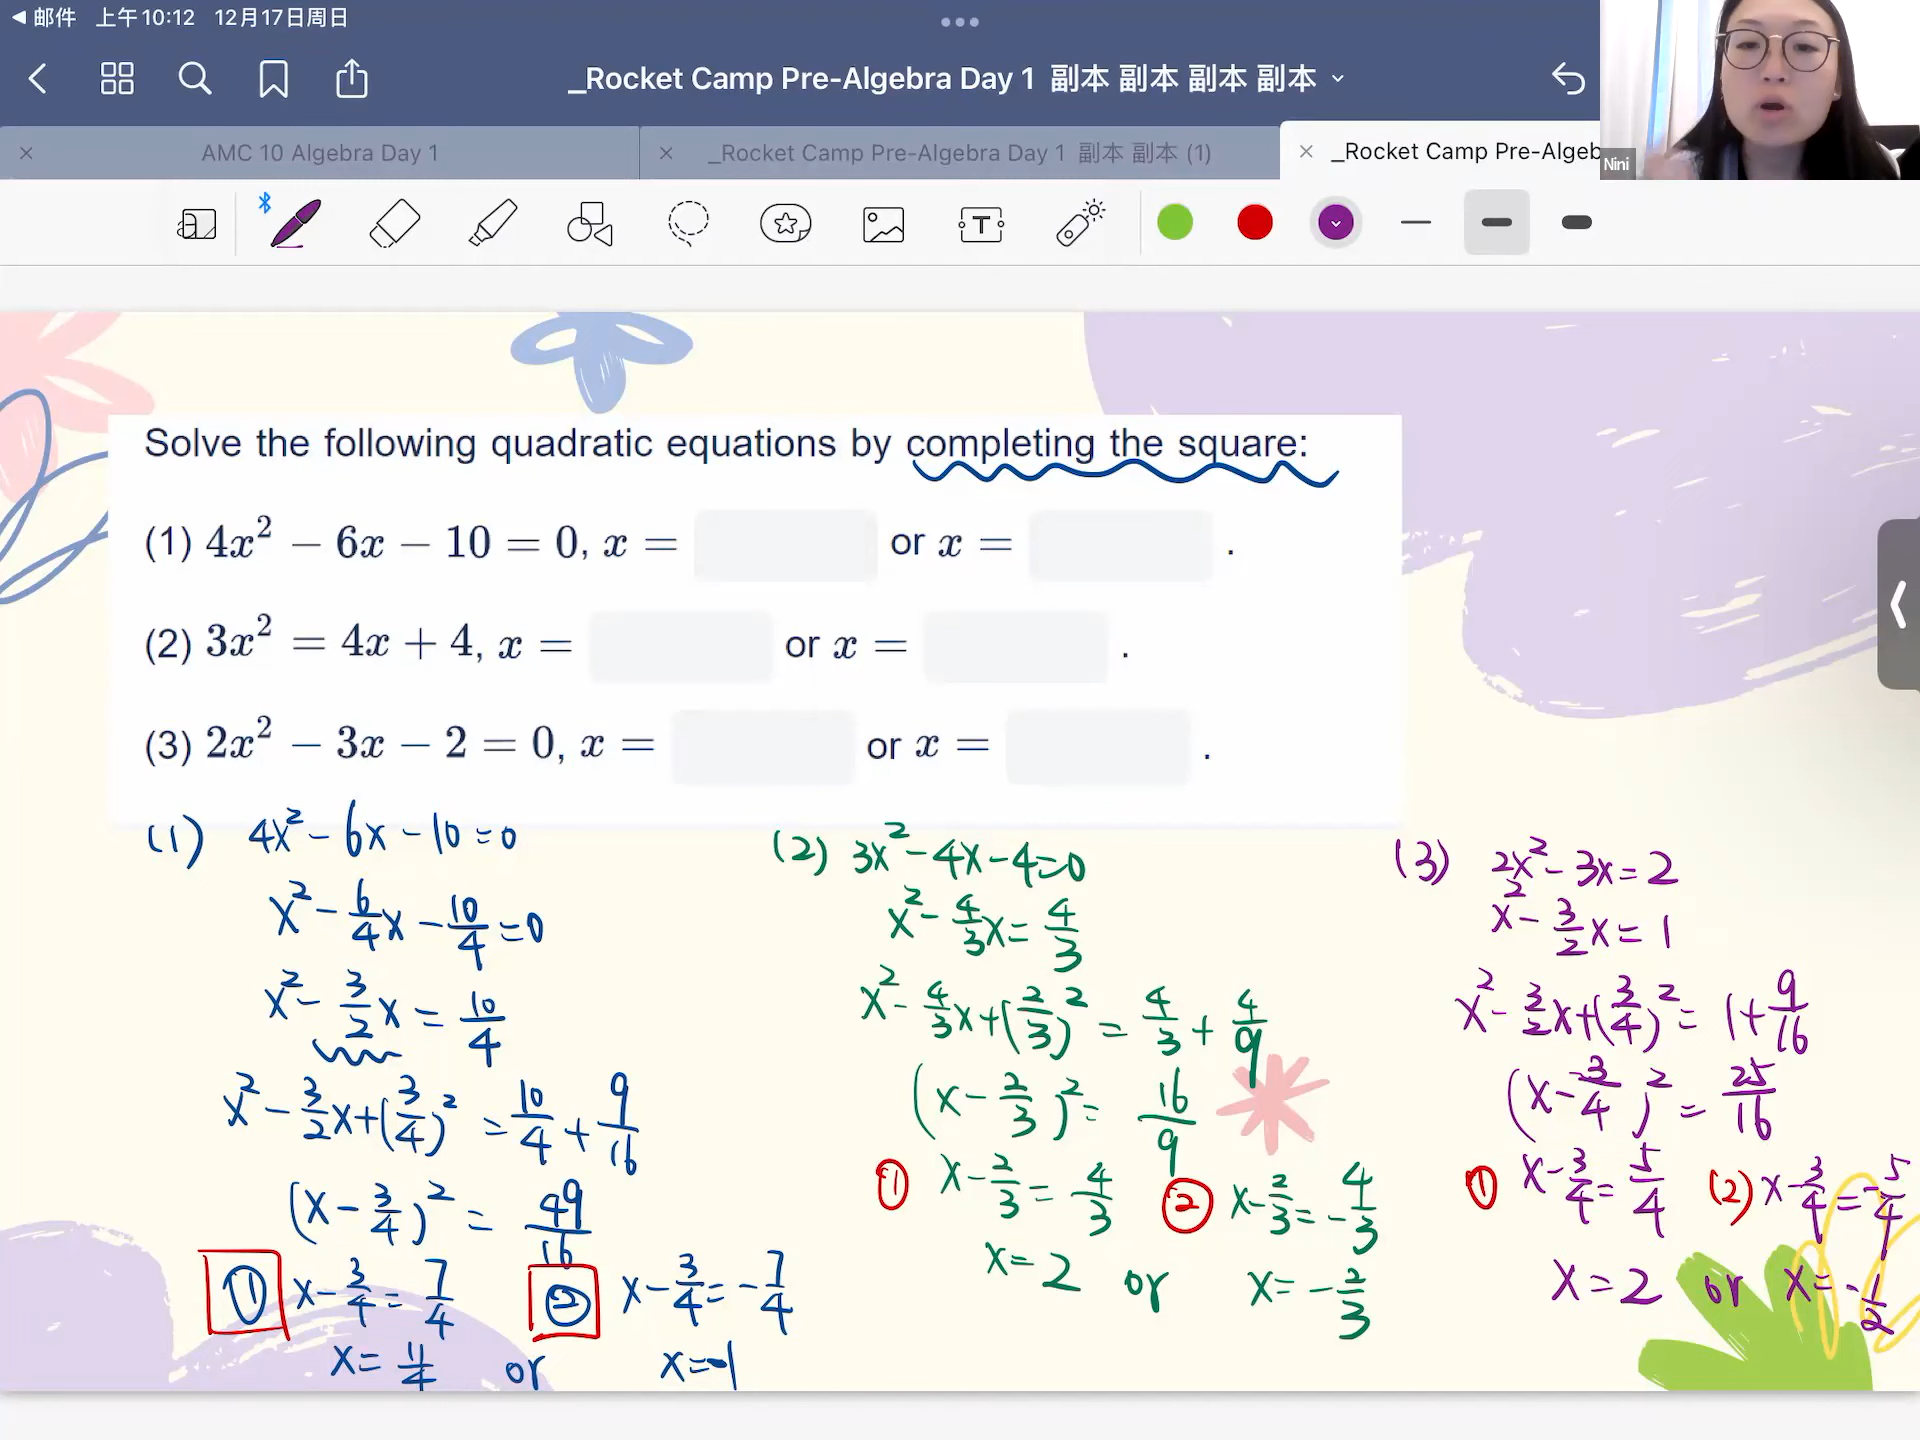 邮件 上午10:12 12月17日周日
_Rocket Camp Pre-Algebra Day 1 副本 副本 副本 副本
AMC 10 Algebra Day 1
_Rocket Camp Pre-Algebra Day 1 副本 副本 (1)
_Rocket Camp Pre-Algeb
Nini
Solve the following quadratic equations by completing the square:
(1) 4x² − 6x − 10 = 0, x = or x = .
(2) 3x² = 4x + 4, x = or x = .
(3) 2x² − 3x − 2 = 0, x = or x = .
(1) 4x² - 6x - 10 = 0
x² - 6/4 x - 10/4 = 0
x² - 3/2 x = 10/4
x² - 3/2 x + (3/4)² = 10/4 + 9/16
(x - 3/4)² = 49/16
① x - 3/4 = 7/4 ② x - 3/4 = -7/4
x = 11/4 or x = -1
(2) 3x² - 4x - 4 = 0
x² - 4/3 x = 4/3
x² - 4/3 x + (2/3)² = 4/3 + 4/9
(x - 2/3)² = 16/9
① x - 2/3 = 4/3 ② x - 2/3 = -4/3
x = 2 or x = -2/3
(3) 2x² - 3x = 2
x² - 3/2 x = 1
x² - 3/2 x + (3/4)² = 1 + 9/16
(x - 3/4)² = 25/16
① x - 3/4 = 5/4 (2) x - 3/4 = -5/4
x = 2 or x = -1/2